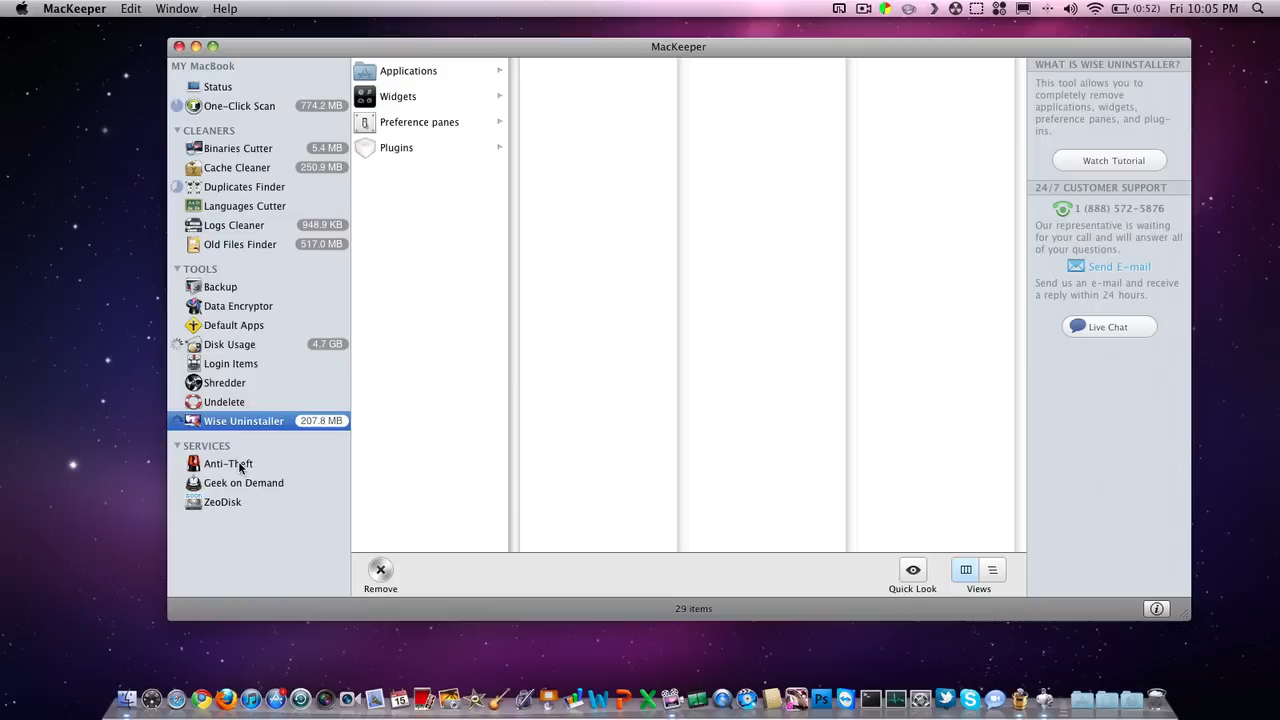 MacKeeper Edit Window Help
(0:52) Fri 10:05 PM
MacKeeper
MY MacBook
Status
One-Click Scan 774.2 MB
CLEANERS
Binaries Cutter 5.4 MB
Cache Cleaner 250.9 MB
Duplicates Finder
Languages Cutter
Logs Cleaner 948.9 KB
Old Files Finder 517.0 MB
TOOLS
Backup
Data Encryptor
Default Apps
Disk Usage 4.7 GB
Login Items
Shredder
Undelete
Wise Uninstaller 207.8 MB
SERVICES
Anti-Theft
Geek on Demand
soon
ZeoDisk
Applications
Widgets
Preference panes
Plugins
Remove
Quick Look
Views
29 items
WHAT IS WISE UNINSTALLER?
This tool allows you to
completely remove
applications, widgets,
preference panes, and plug-
ins.
Watch Tutorial
24/7 CUSTOMER SUPPORT
1 (888) 572-5876
Our representative is waiting
for your call and will answer all
of your questions.
Send E-mail
Send us an e-mail and receive
a reply within 24 hours.
Live Chat
15